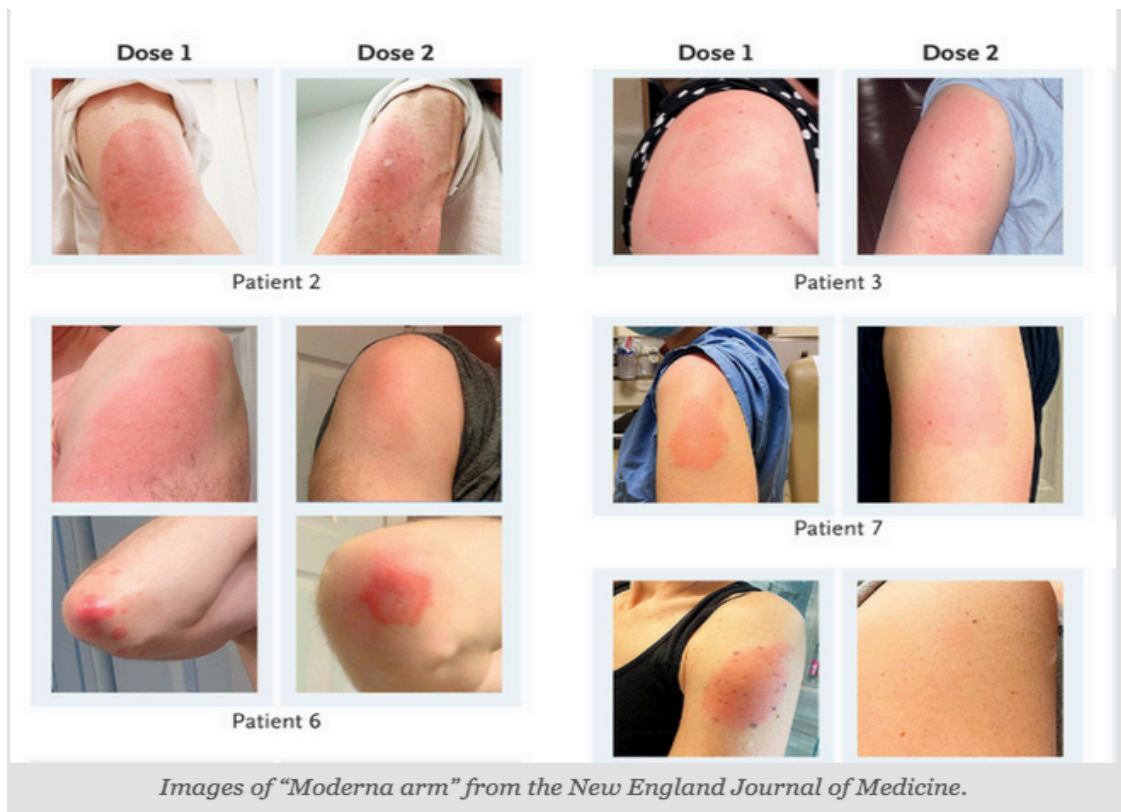 Dose 1 Dose 2 Dose 1 Dose 2
Patient 2 Patient 3
Patient 7
Patient 6
Images of “Moderna arm” from the New England Journal of Medicine.